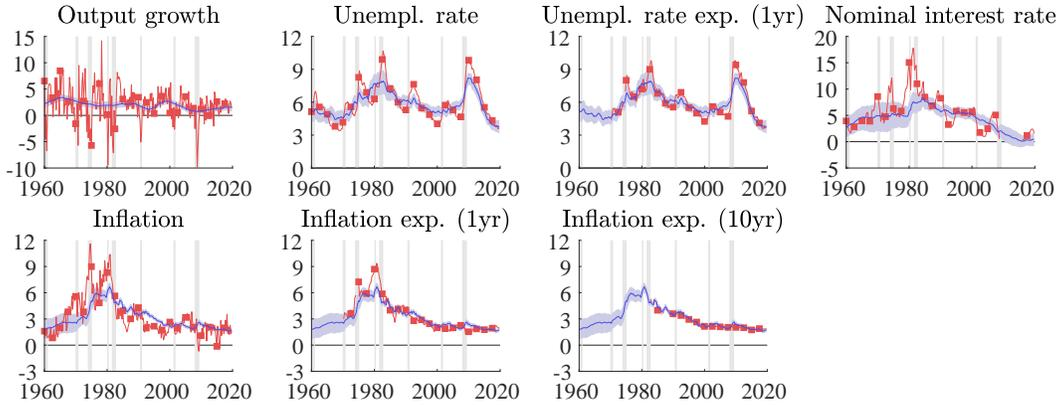 Output growth
15
10
5
0
-5
-10
1960 1980 2000 2020
Unempl. rate
12
9
6
3
0
1960 1980 2000 2020
Unempl. rate exp. (1yr)
12
9
6
3
0
1960 1980 2000 2020
Nominal interest rate
20
15
10
5
0
-5
1960 1980 2000 2020
Inflation
12
9
6
3
0
-3
1960 1980 2000 2020
Inflation exp. (1yr)
12
9
6
3
0
-3
1960 1980 2000 2020
Inflation exp. (10yr)
12
9
6
3
0
-3
1960 1980 2000 2020